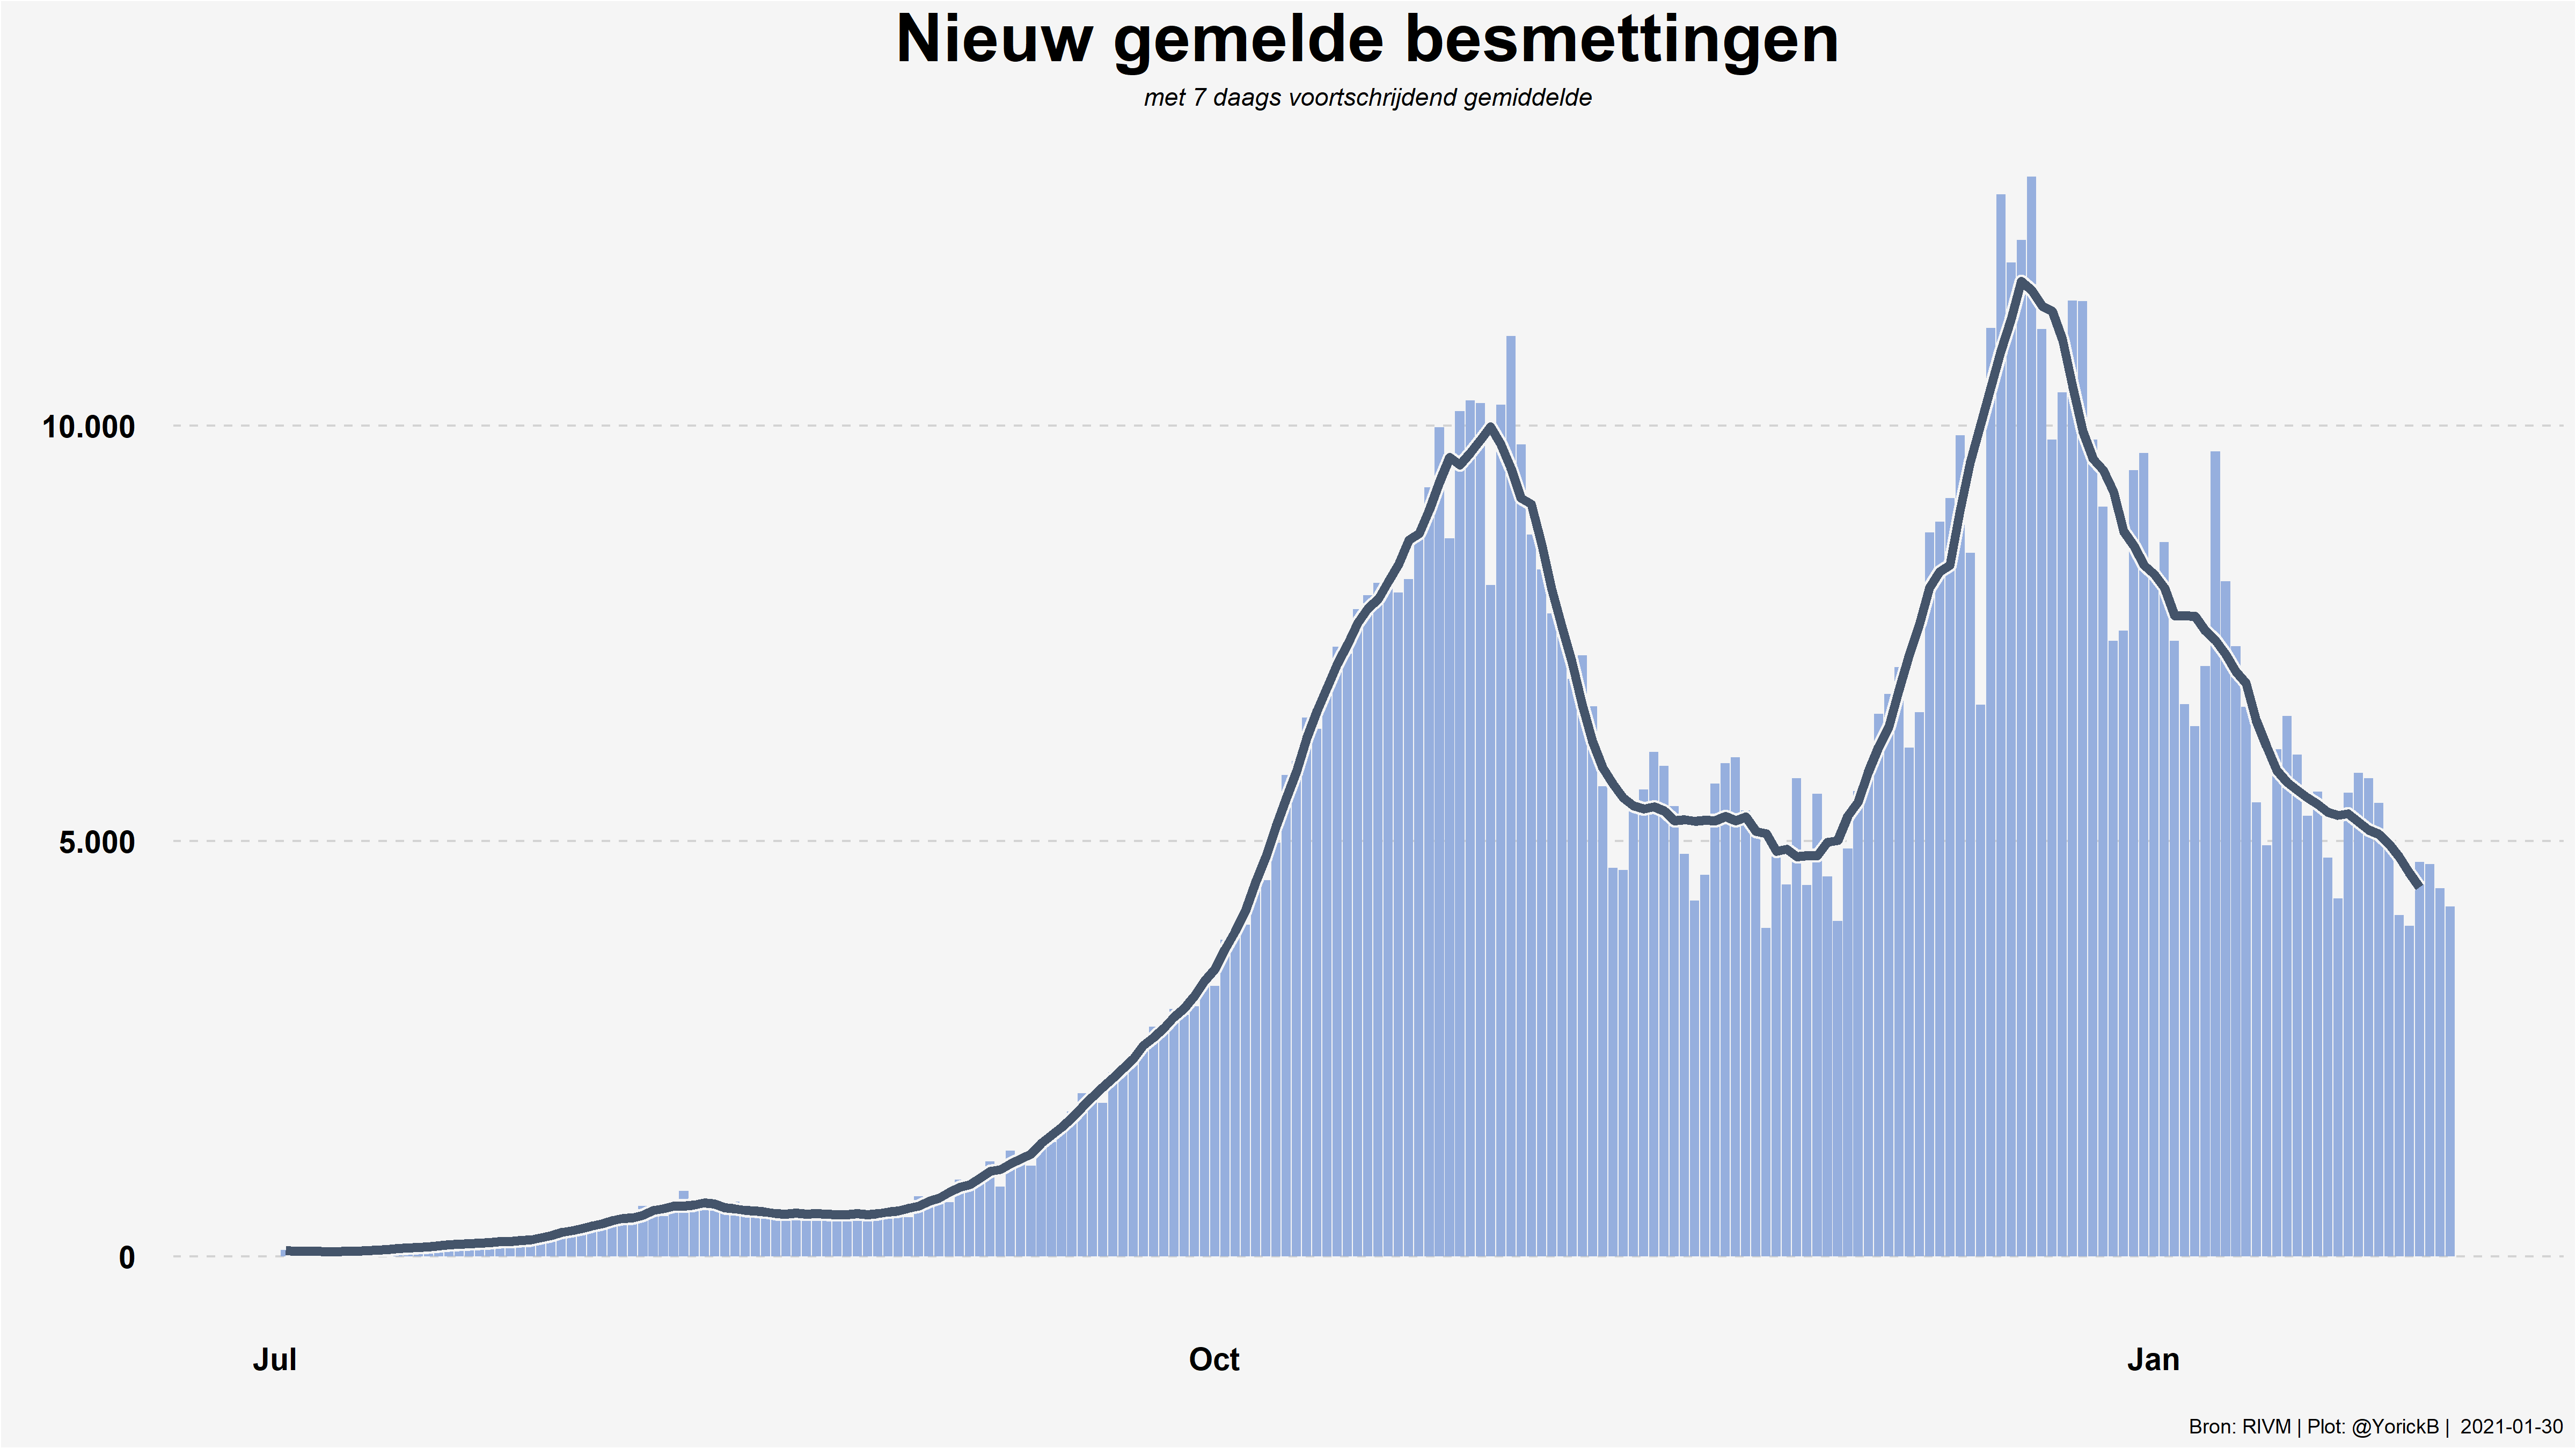 Nieuw gemelde besmettingen
met 7 daags voortschrijdend gemiddelde
10.000
5.000
0
Jul Oct Jan
Bron: RIVM | Plot: @YorickB | 2021-01-30